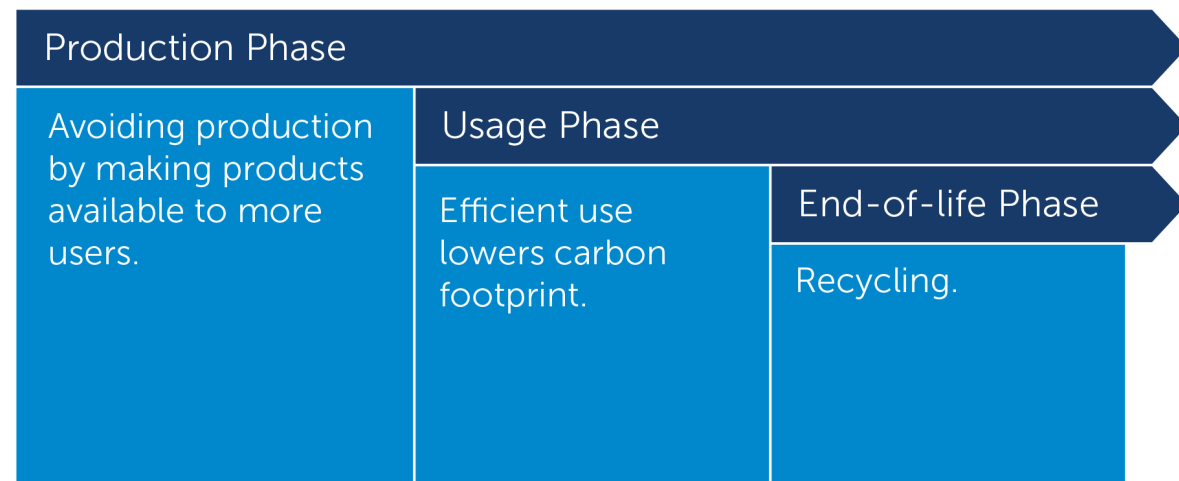 Production Phase
Avoiding production
by making products
available to more
users.
Usage Phase
Efficient use
lowers carbon
footprint.
End-of-life Phase
Recycling.